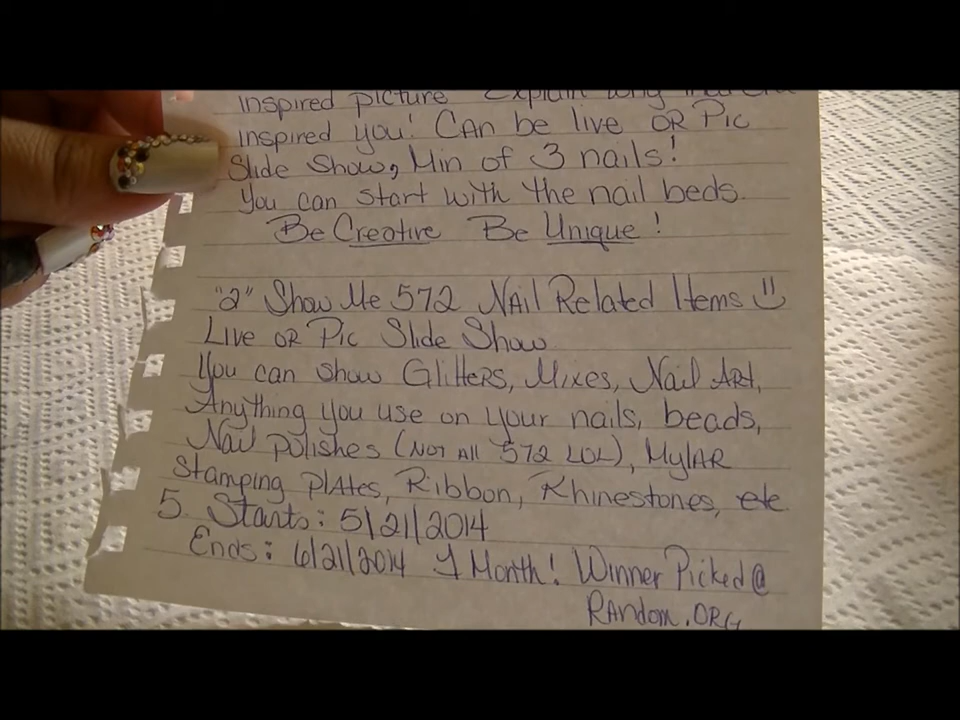 inspired picture Explain why
inspired you! CAN be live OR Pic
Slide Show, Min of 3 nails!
You can start with the nail beds.
Be Creative Be Unique!
"2" Show Me 572 NAil Related Items
Live OR Pic Slide Show
You can show Glitters, Mixes, Nail ARt,
Anything you use on your nails, beads,
Nail polishes (NOT All 572 LOL), MylAR
Stamping plAtes, Ribbon, Rhinestones, etc
5. Starts: 5/21/2014
Ends: 6/21/2014 1 Month! Winner Picked @
RAndom.ORG